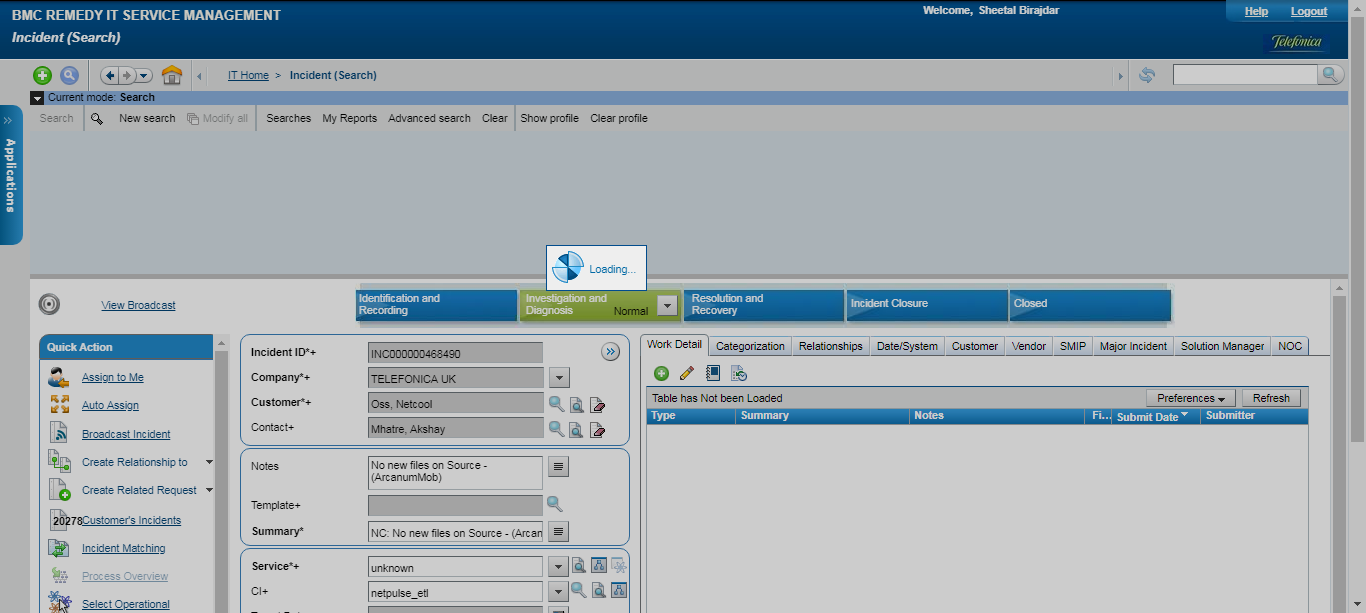 BMC REMEDY IT SERVICE MANAGEMENT
Welcome, Sheetal Birajdar
Help Logout
Incident (Search)
Telefónica
IT Home > Incident (Search)
Current mode: Search
Search New search Modify all Searches My Reports Advanced search Clear Show profile Clear profile
Applications
Loading...
View Broadcast
Identification and
Recording
Investigation and
Diagnosis Normal
Resolution and
Recovery
Incident Closure
Closed
Quick Action
Assign to Me
Auto Assign
Broadcast Incident
Create Relationship to
Create Related Request
20278 Customer's Incidents
Incident Matching
Process Overview
Select Operational
Incident ID*+ INC000000468490
Company*+ TELEFONICA UK
Customer*+ Oss, Netcool
Contact+ Mhatre, Akshay
Notes No new files on Source -
(ArcanumMob)
Template+
Summary* NC: No new files on Source - (Arcan
Service*+ unknown
CI+ netpulse_etl
Work Detail Categorization Relationships Date/System Customer Vendor SMIP Major Incident Solution Manager NOC
Table has Not been Loaded Preferences Refresh
Type Summary Notes Fi... Submit Date Submitter